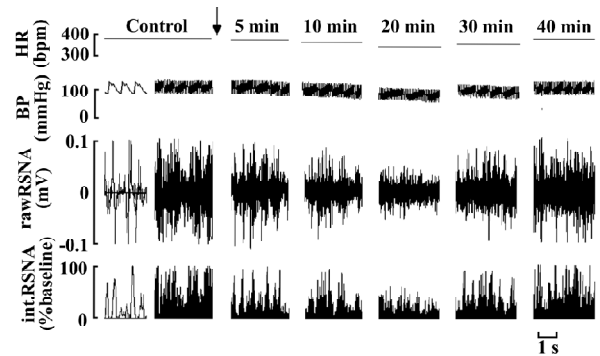 Control 5 min 10 min 20 min 30 min 40 min
HR
(bpm)
400
300
BP
(mmHg)
100
0
rawRSNA
(mV)
0.1
0
-0.1
int.RSNA
(%baseline)
100
0
1 s